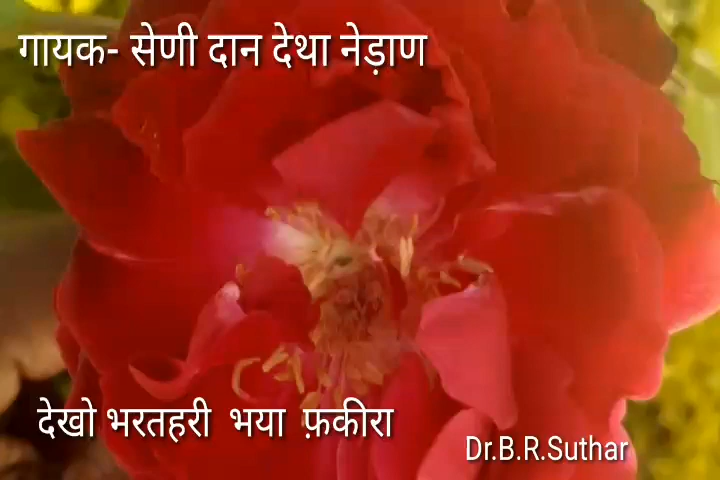 गायक- सेणी दान देथा नेड़ाण
देखो भरतहरी भया फ़कीरा
Dr.B.R.Suthar